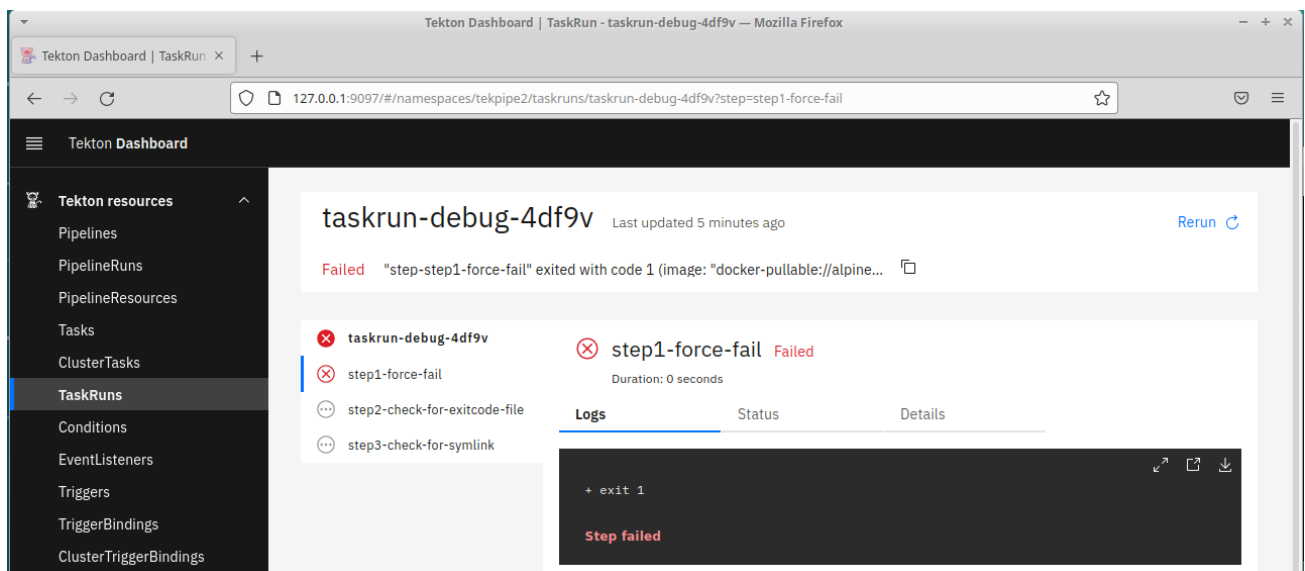 Tekton Dashboard | TaskRun - taskrun-debug-4df9v — Mozilla Firefox
Tekton Dashboard | TaskRun
127.0.0.1:9097/#/namespaces/tekpipe2/taskruns/taskrun-debug-4df9v?step=step1-force-fail
Tekton Dashboard
Tekton resources
Pipelines
PipelineRuns
PipelineResources
Tasks
ClusterTasks
TaskRuns
Conditions
EventListeners
Triggers
TriggerBindings
ClusterTriggerBindings
taskrun-debug-4df9v Last updated 5 minutes ago
Rerun
Failed "step-step1-force-fail" exited with code 1 (image: "docker-pullable://alpine...
taskrun-debug-4df9v
step1-force-fail
step2-check-for-exitcode-file
step3-check-for-symlink
step1-force-fail Failed
Duration: 0 seconds
Logs Status Details
+ exit 1
Step failed